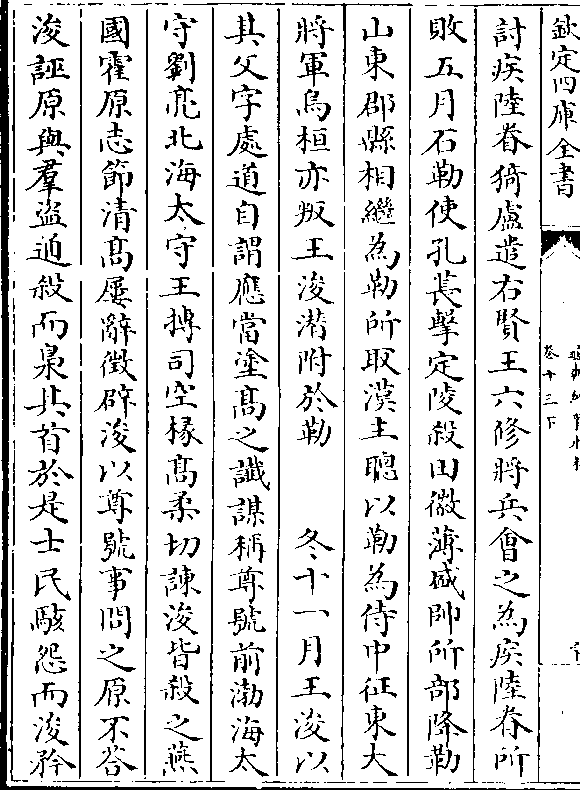 欽定四庫全書
卷十三下
討疾陸眷猗盧遣右賢王六修將兵會之為疾陸眷所
敗五月石勒使孔萇擊定陵殺田徽薄盛帥所部降勒
山東郡縣相繼為勒所取漢主聰以勒為侍中征東大
將軍烏桓亦叛王浚潛附於勒　　冬十一月王浚以
其父字處道自謂應當塗髙之讖謀稱尊號前渤海太
守劉亮北海太守王摶司空掾髙柔切諫浚皆殺之燕
國霍原志節清髙屢辭徵辟浚以尊號事問之原不答
浚誣原與羣盗通殺而梟其首於是士民駭怨而浚矜